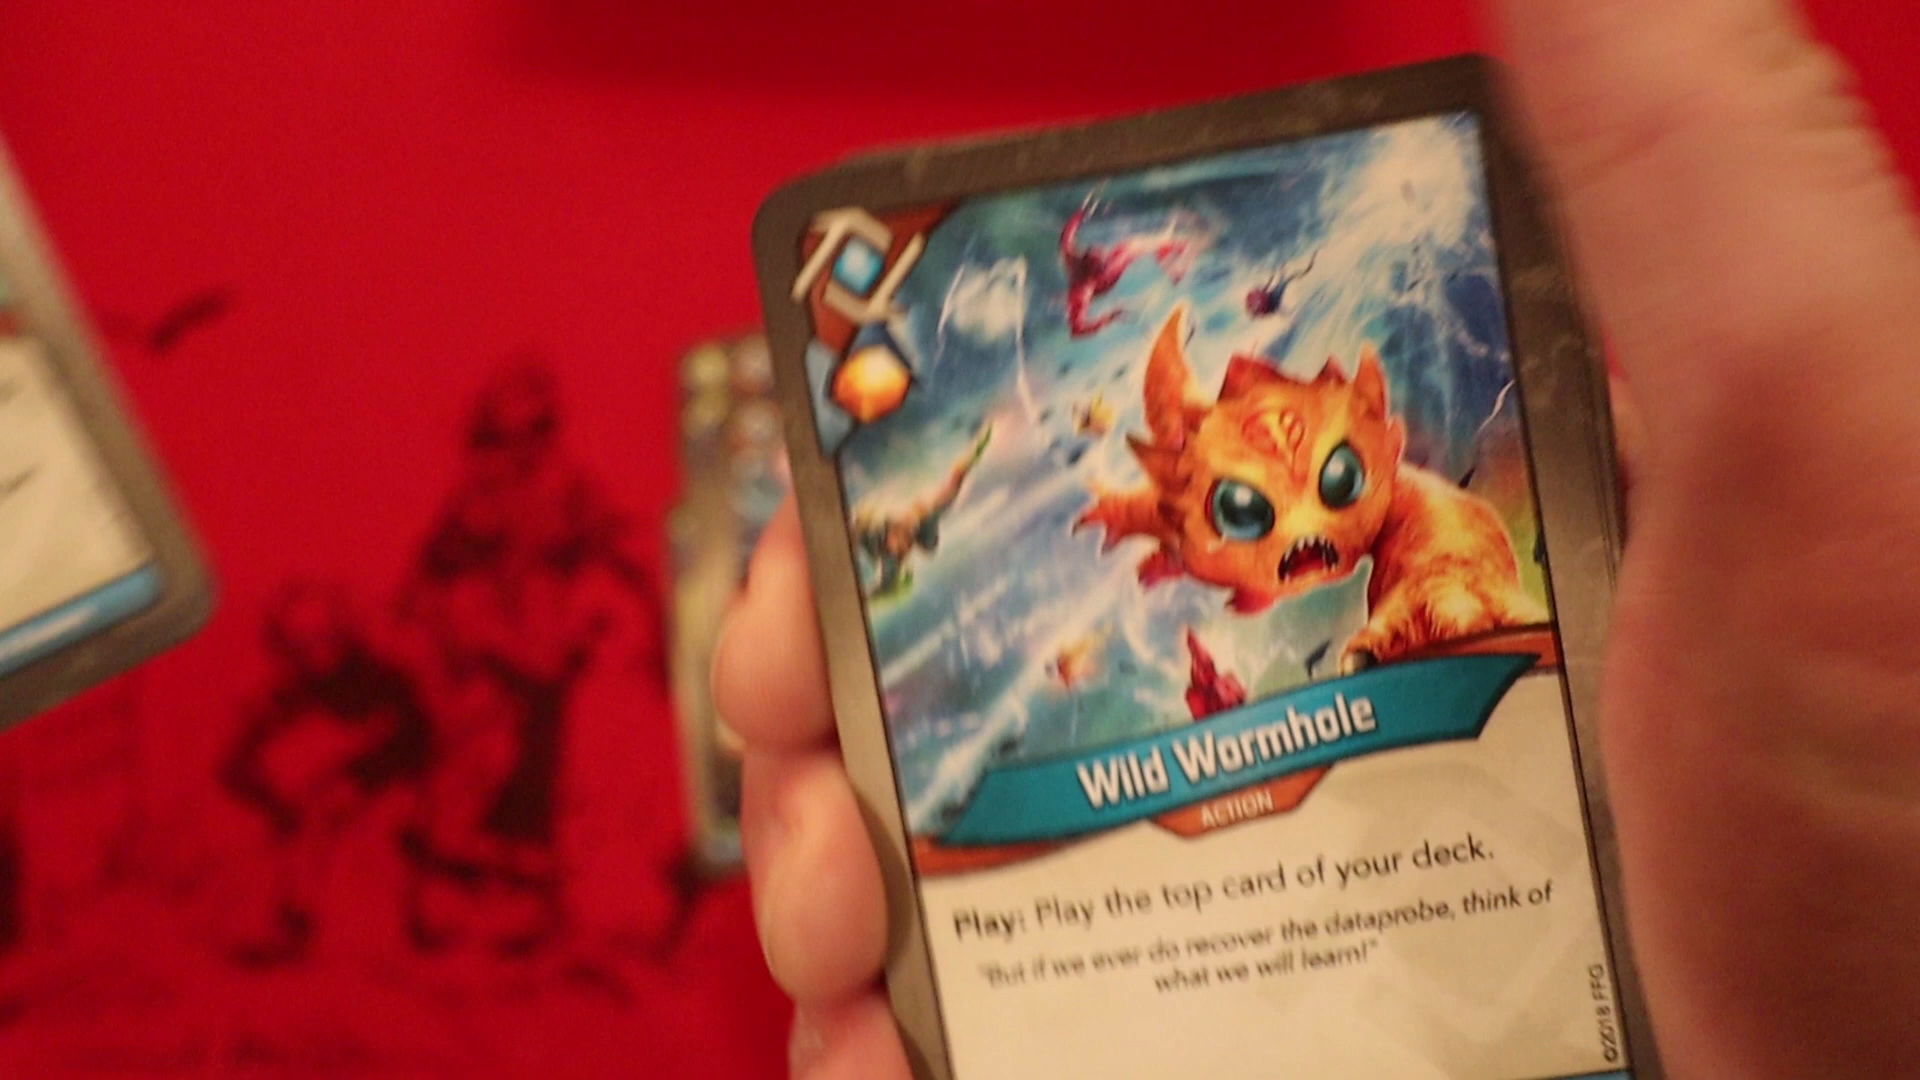 Wild Wormhole
ACTION
Play: Play the top card of your deck.
"But if we ever do recover the dataprobe, think of
what we will learn!"
©2018 FFG